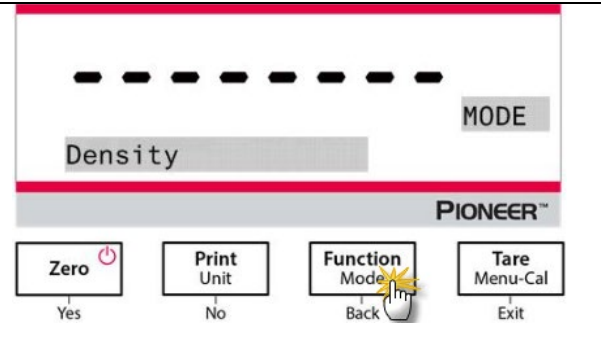 --------
MODE
Density
PIONEER™
Zero Print Function Tare
Unit Mode Menu-Cal
Yes No Back Exit